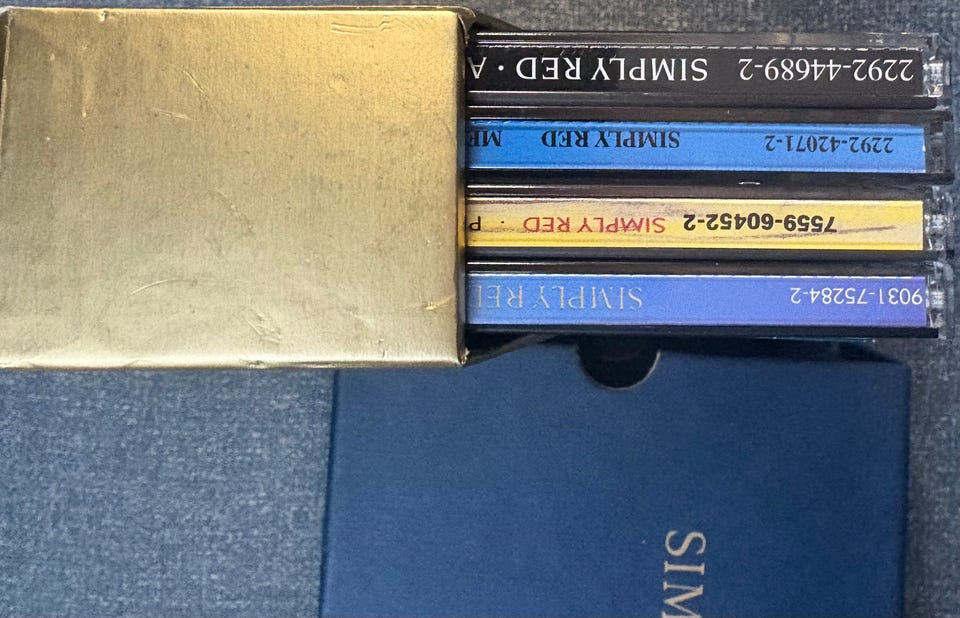 2292-44689-2 SIMPLY RED · A
2292-42071-2 SIMPLY RED ME
7559-60452-2 SIMPLY RED · P
9031-75284-2 SIMPLY RED
SIM